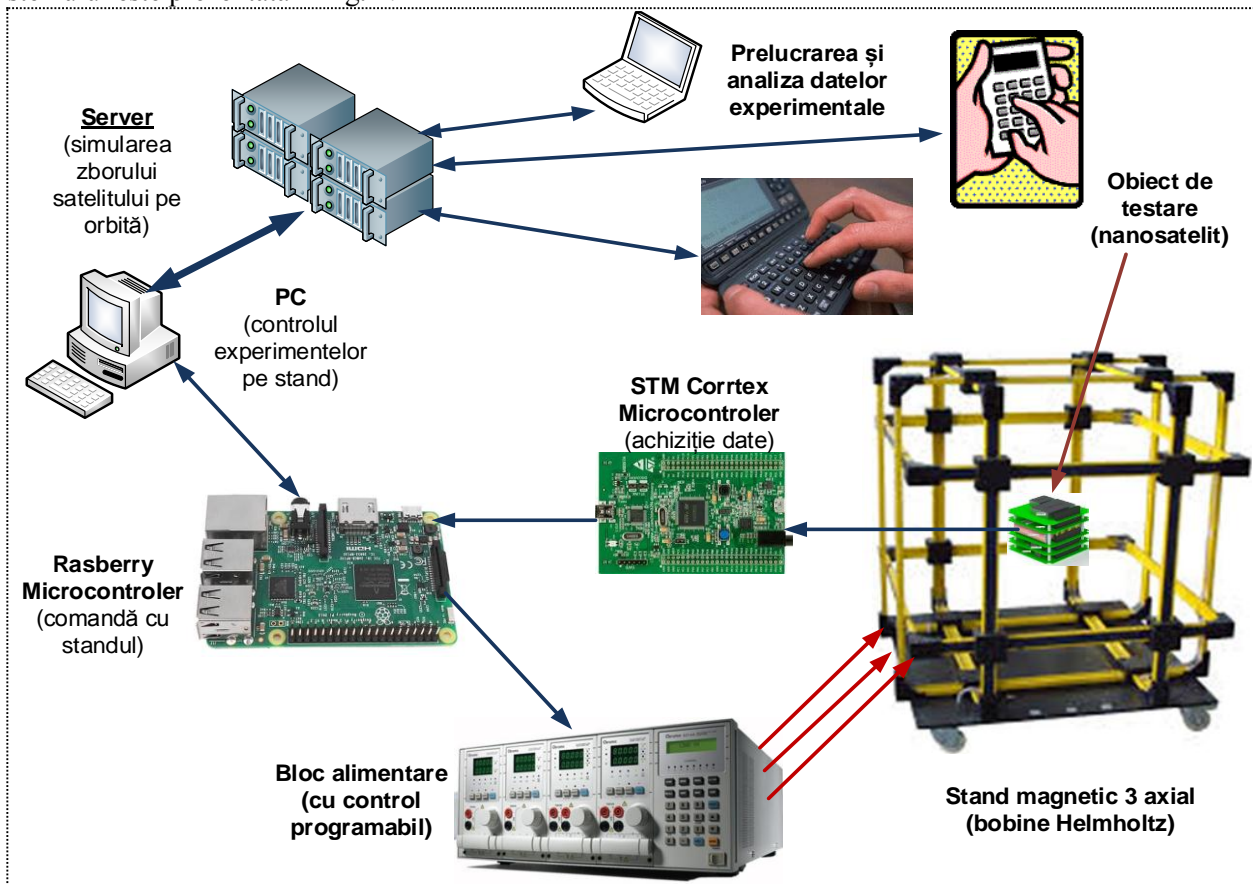 Prelucrarea și
analiza datelor
experimentale
Server
(simularea
zborului
satelitului pe
orbită)
Obiect de
testare
(nanosatelit)
PC
(controlul
experimentelor
pe stand)
STM Corrtex
Microcontroler
(achiziție date)
Rasberry
Microcontroler
(comandă cu
standul)
HDMI
Bloc alimentare
(cu control
programabil)
Stand magnetic 3 axial
(bobine Helmholtz)